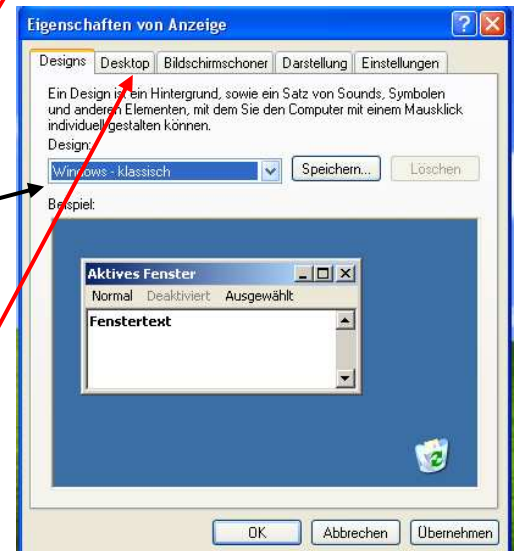 Eigenschaften von Anzeige
Designs Desktop Bildschirmschoner Darstellung Einstellungen
Ein Design ist ein Hintergrund, sowie ein Satz von Sounds, Symbolen
und anderen Elementen, mit dem Sie den Computer mit einem Mausklick
individuell gestalten können.
Design:
Windows - klassisch Speichern... Löschen
Beispiel:
Aktives Fenster
Normal Deaktiviert Ausgewählt
Fenstertext
OK Abbrechen Übernehmen